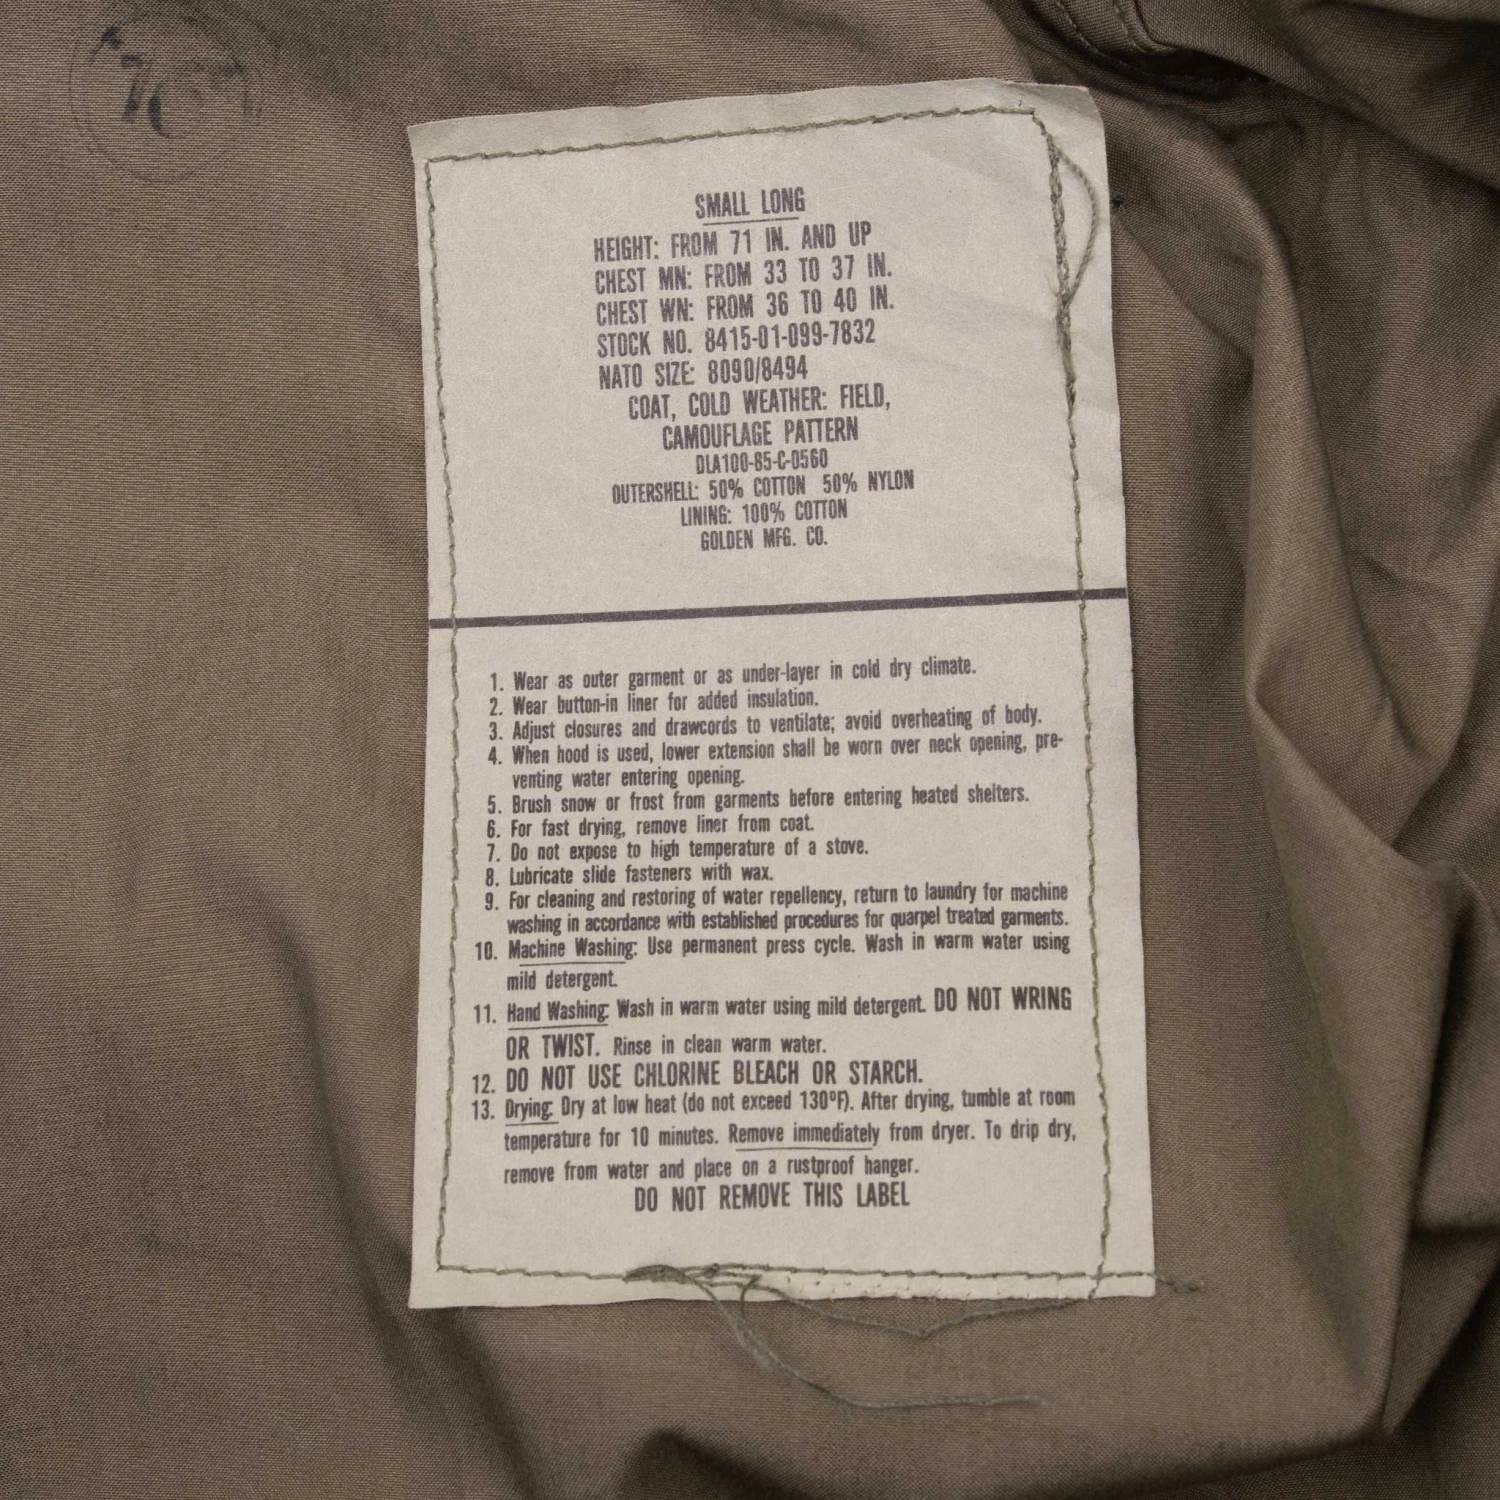 76
SMALL LONG
HEIGHT: FROM 71 IN. AND UP
CHEST MN: FROM 33 TO 37 IN.
CHEST WN: FROM 36 TO 40 IN.
STOCK NO. 8415-01-099-7832
NATO SIZE: 8090/8494
COAT, COLD WEATHER: FIELD,
CAMOUFLAGE PATTERN
DLA100-85-C-0560
OUTERSHELL: 50% COTTON 50% NYLON
LINING: 100% COTTON
GOLDEN MFG. CO.
1. Wear as outer garment or as under-layer in cold dry climate.
2. Wear button-in liner for added insulation.
3. Adjust closures and drawcords to ventilate; avoid overheating of body.
4. When hood is used, lower extension shall be worn over neck opening, pre-
venting water entering opening.
5. Brush snow or frost from garments before entering heated shelters.
6. For fast drying, remove liner from coat.
7. Do not expose to high temperature of a stove.
8. Lubricate slide fasteners with wax.
9. For cleaning and restoring of water repellency, return to laundry for machine
washing in accordance with established procedures for quarpel treated garments.
10. Machine Washing: Use permanent press cycle. Wash in warm water using
mild detergent.
11. Hand Washing: Wash in warm water using mild detergent. DO NOT WRING
OR TWIST. Rinse in clean warm water.
12. DO NOT USE CHLORINE BLEACH OR STARCH.
13. Drying: Dry at low heat (do not exceed 130°F). After drying, tumble at room
temperature for 10 minutes. Remove immediately from dryer. To drip dry,
remove from water and place on a rustproof hanger.
DO NOT REMOVE THIS LABEL